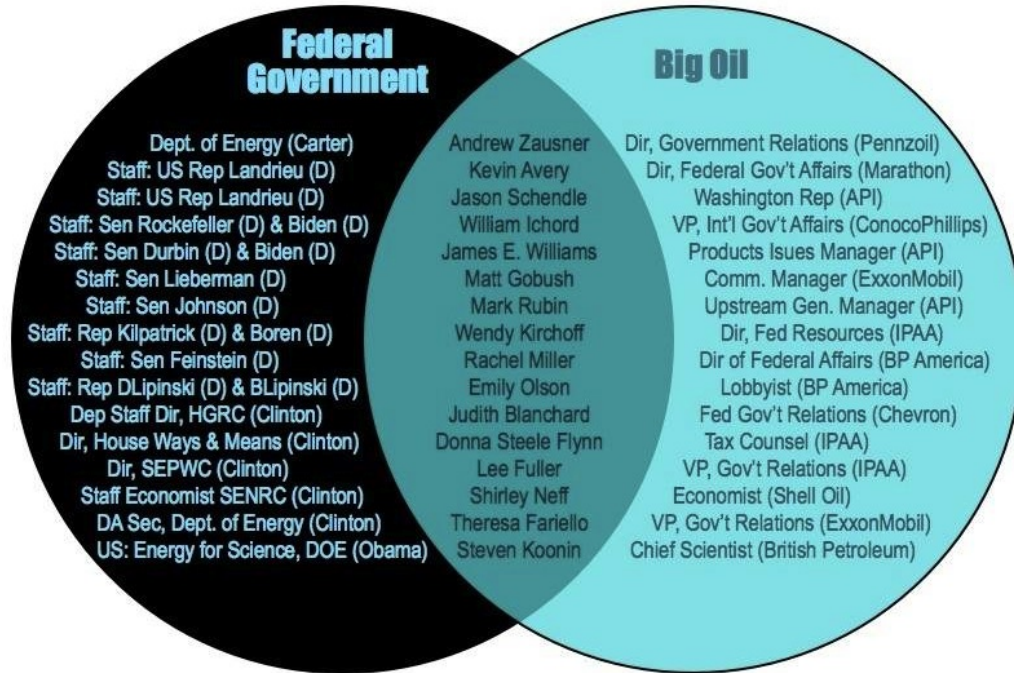 Federal
Government
Big Oil
Dept. of Energy (Carter) Andrew Zausner Dir, Government Relations (Pennzoil)
Staff: US Rep Landrieu (D) Kevin Avery Dir, Federal Gov't Affairs (Marathon)
Staff: US Rep Landrieu (D) Jason Schendle Washington Rep (API)
Staff: Sen Rockefeller (D) & Biden (D) William Ichord VP, Int'l Gov't Affairs (ConocoPhillips)
Staff: Sen Durbin (D) & Biden (D) James E. Williams Products Isues Manager (API)
Staff: Sen Lieberman (D) Matt Gobush Comm. Manager (ExxonMobil)
Staff: Sen Johnson (D) Mark Rubin Upstream Gen. Manager (API)
Staff: Rep Kilpatrick (D) & Boren (D) Wendy Kirchoff Dir, Fed Resources (IPAA)
Staff: Sen Feinstein (D) Rachel Miller Dir of Federal Affairs (BP America)
Staff: Rep DLipinski (D) & BLipinski (D) Emily Olson Lobbyist (BP America)
Dep Staff Dir, HGRC (Clinton) Judith Blanchard Fed Gov't Relations (Chevron)
Dir, House Ways & Means (Clinton) Donna Steele Flynn Tax Counsel (IPAA)
Dir, SEPWC (Clinton) Lee Fuller VP, Gov't Relations (IPAA)
Staff Economist SENRC (Clinton) Shirley Neff Economist (Shell Oil)
DA Sec, Dept. of Energy (Clinton) Theresa Fariello VP, Gov't Relations (ExxonMobil)
US: Energy for Science, DOE (Obama) Steven Koonin Chief Scientist (British Petroleum)